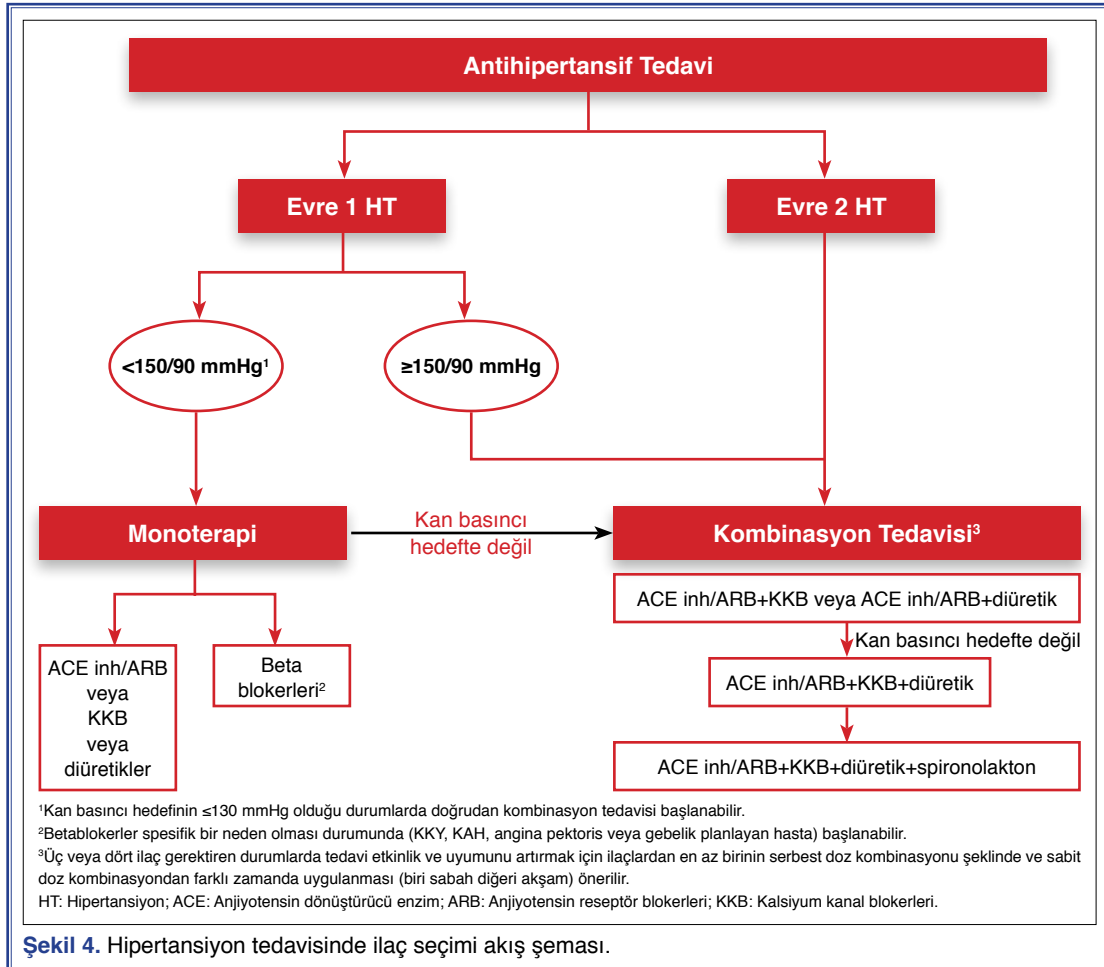 Antihipertansif Tedavi
Evre 1 HT
Evre 2 HT
<150/90 mmHg¹
≥150/90 mmHg
Monoterapi
Kan basıncı
hedefte değil
Kombinasyon Tedavisi³
ACE inh/ARB
veya
KKB
veya
diüretikler
Beta
blokerleri²
ACE inh/ARB+KKB veya ACE inh/ARB+diüretik
Kan basıncı hedefte değil
ACE inh/ARB+KKB+diüretik
ACE inh/ARB+KKB+diüretik+spironolakton
¹Kan basıncı hedefinin ≤130 mmHg olduğu durumlarda doğrudan kombinasyon tedavisi başlanabilir.
²Betablokerler spesifik bir neden olması durumunda (KKY, KAH, angina pektoris veya gebelik planlayan hasta) başlanabilir.
³Üç veya dört ilaç gerektiren durumlarda tedavi etkinlik ve uyumunu artırmak için ilaçlardan en az birinin serbest doz kombinasyonu şeklinde ve sabit
doz kombinasyondan farklı zamanda uygulanması (biri sabah diğeri akşam) önerilir.
HT: Hipertansiyon; ACE: Anjiyotensin dönüştürücü enzim; ARB: Anjiyotensin reseptör blokerleri; KKB: Kalsiyum kanal blokerleri.
Şekil 4. Hipertansiyon tedavisinde ilaç seçimi akış şeması.